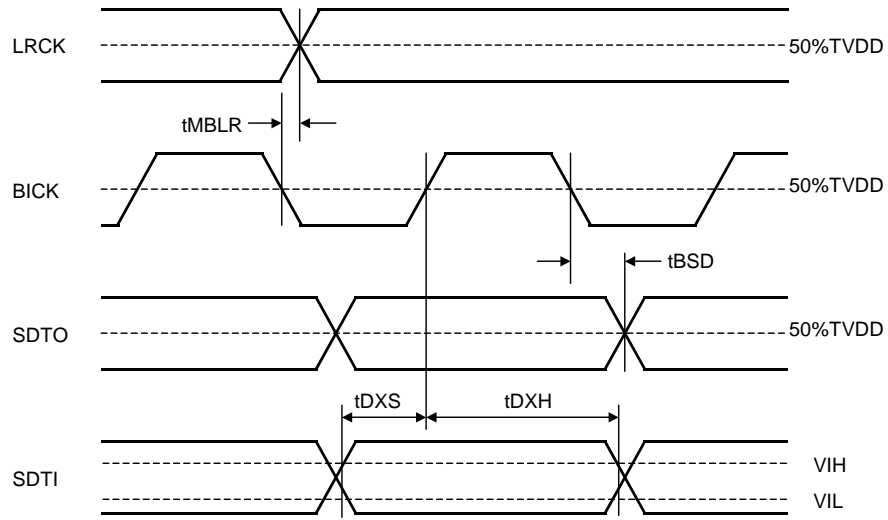 LRCK
50%TVDD
tMBLR
BICK
50%TVDD
tBSD
SDTO
50%TVDD
tDXS
tDXH
SDTI
VIH
VIL